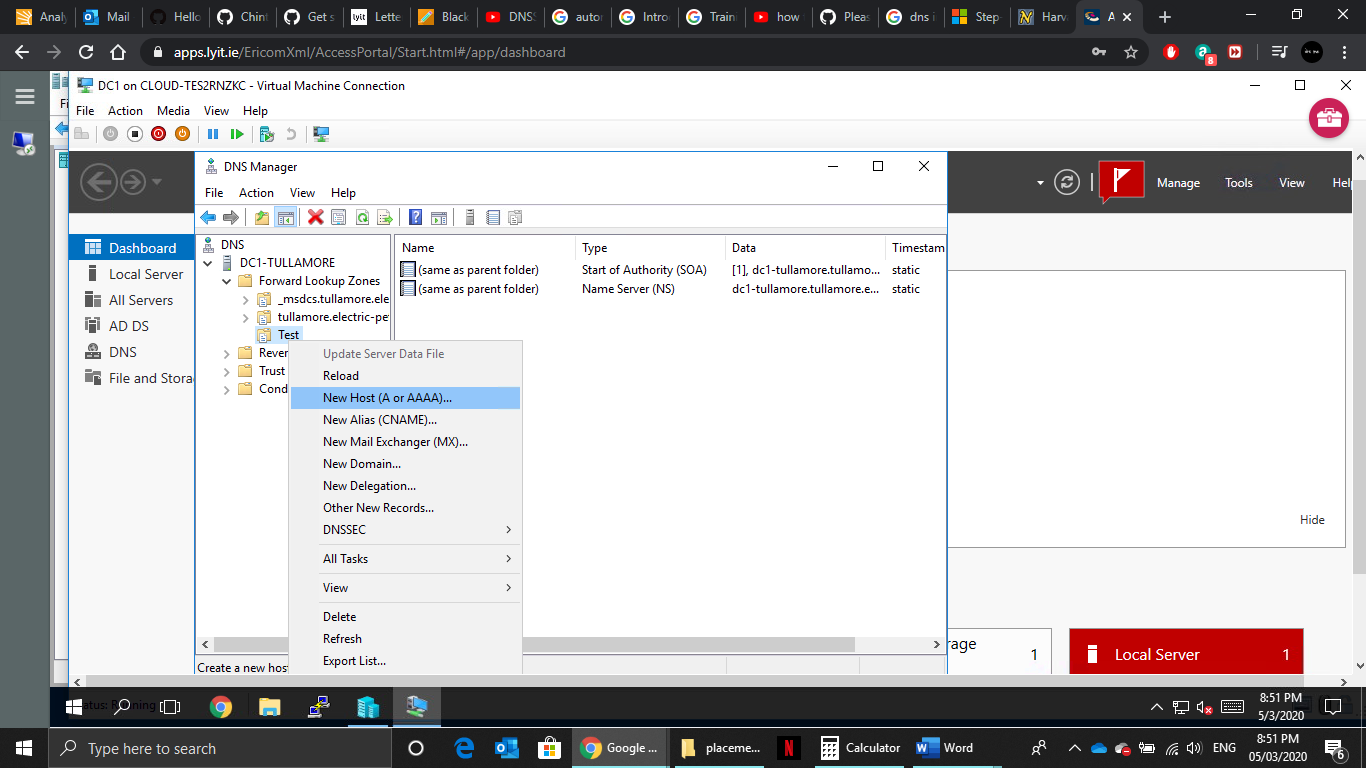 Analy
Mail
Hello
Chint
Get s
Lette
Black
DNSS
autor
Intro
Traini
how
Pleas
dns i
Step-
Harv
A
apps.lyit.ie/EricomXml/AccessPortal/Start.html#/app/dashboard
8
DC1 on CLOUD-TES2RNZKC - Virtual Machine Connection
File Action Media View Help
DNS Manager
Manage Tools View Help
File Action View Help
Dashboard
Local Server
All Servers
AD DS
DNS
File and Stora
DNS
DC1-TULLAMORE
Forward Lookup Zones
_msdcs.tullamore.ele
tullamore.electric-pe
Test
Rever
Trust
Cond
Name Type Data Timestam
(same as parent folder) Start of Authority (SOA) [1], dc1-tullamore.tullamo... static
(same as parent folder) Name Server (NS) dc1-tullamore.tullamore.e... static
Update Server Data File
Reload
New Host (A or AAAA)...
New Alias (CNAME)...
New Mail Exchanger (MX)...
New Domain...
New Delegation...
Other New Records...
DNSSEC
All Tasks
View
Delete
Refresh
Export List...
Create a new host
Hide
rage
1
Local Server 1
8:51 PM
5/3/2020
Type here to search
Google ...
placeme...
Calculator
Word
ENG
8:51 PM
05/03/2020
6